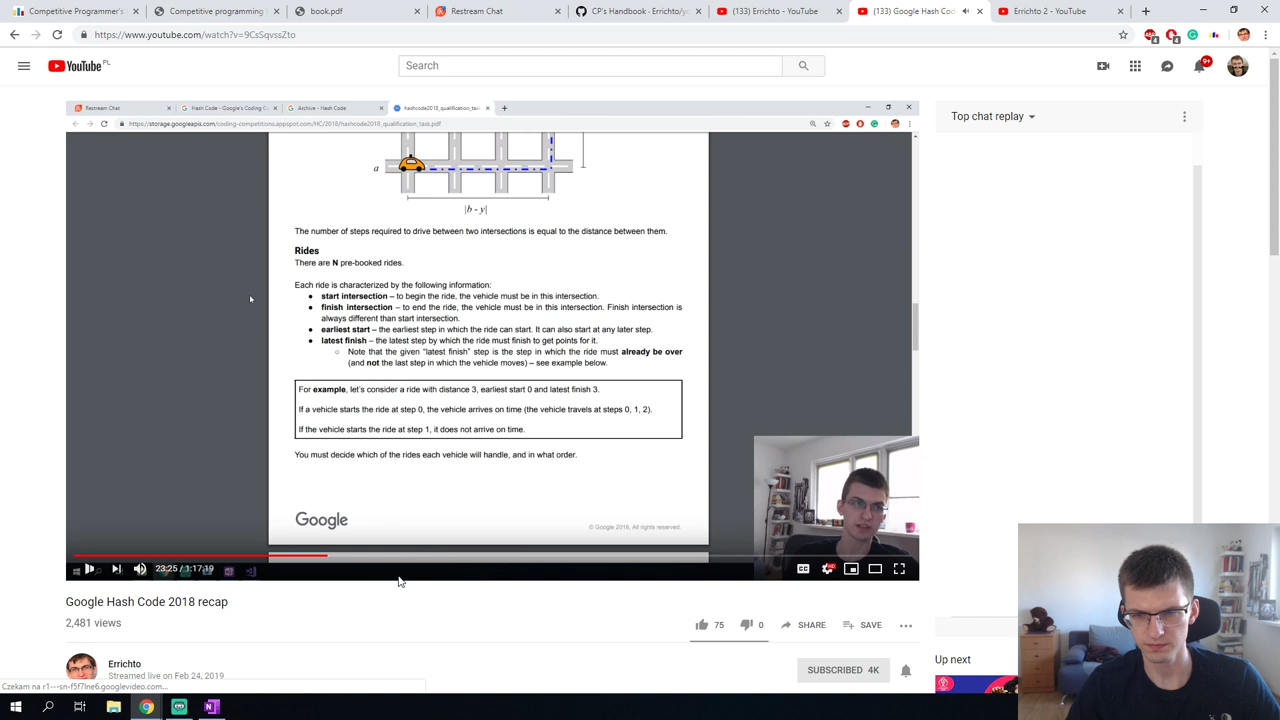 Competitive Programmer's
Competitive programming
book.pdf
Restream Chat
CP's Handbook - Errichto/yo
(133) Errichto - YouTube
(133) Google Hash Cod
Errichto 2 - YouTube
https://www.youtube.com/watch?v=9CsSqvssZto
4
4
YouTube PL
Search
9+
Restream Chat
Hash Code - Google's Coding C
Archive - Hash Code
hashcode2018_qualification_task.pdf
https://storage.googleapis.com/coding-competitions.appspot.com/HC/2018/hashcode2018_qualification_task.pdf
a
|b - y|
The number of steps required to drive between two intersections is equal to the distance between them.
Rides
There are N pre-booked rides.
Each ride is characterized by the following information:
● start intersection – to begin the ride, the vehicle must be in this intersection.
● finish intersection – to end the ride, the vehicle must be in this intersection. Finish intersection is
always different than start intersection.
● earliest start – the earliest step in which the ride can start. It can also start at any later step.
● latest finish – the latest step by which the ride must finish to get points for it.
○ Note that the given "latest finish" step is the step in which the ride must already be over
(and not the last step in which the vehicle moves) – see example below.
For example, let's consider a ride with distance 3, earliest start 0 and latest finish 3.
If a vehicle starts the ride at step 0, the vehicle arrives on time (the vehicle travels at steps 0, 1, 2).
If the vehicle starts the ride at step 1, it does not arrive on time.
You must decide which of the rides each vehicle will handle, and in what order.
Google
© Google 2018, All rights reserved.
23:25 / 1:17:19
CC
HD
Top chat replay
Google Hash Code 2018 recap
2,481 views
75
0
SHARE
SAVE
Errichto
Streamed live on Feb 24, 2019
SUBSCRIBED 4K
Up next
Czekam na r1---sn-f5f7lne6.googlevideo.com...